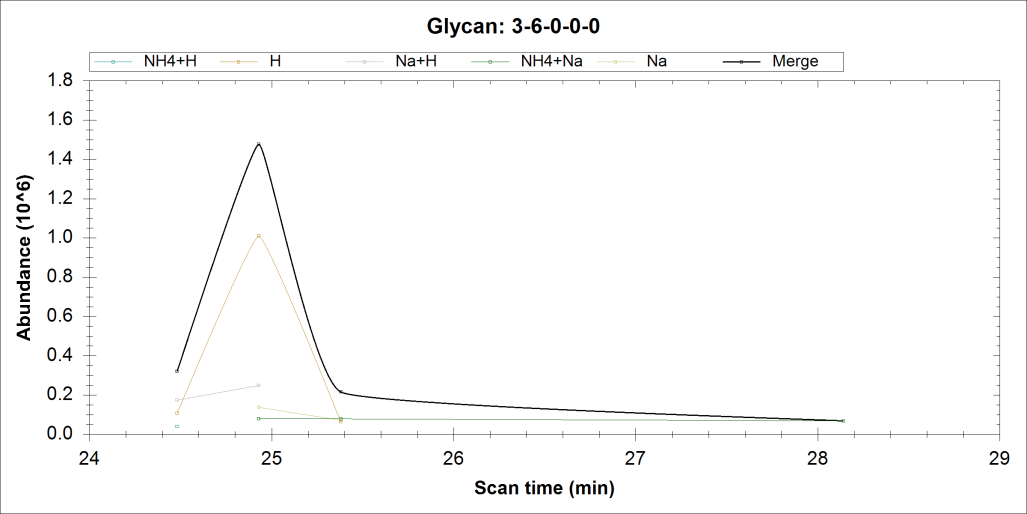 Glycan: 3-6-0-0-0
NH4+H H Na+H NH4+Na Na Merge
1.8
1.6
1.4
1.2
1.0
0.8
0.6
0.4
0.2
0.0
Abundance (10^6)
24 25 26 27 28 29
Scan time (min)